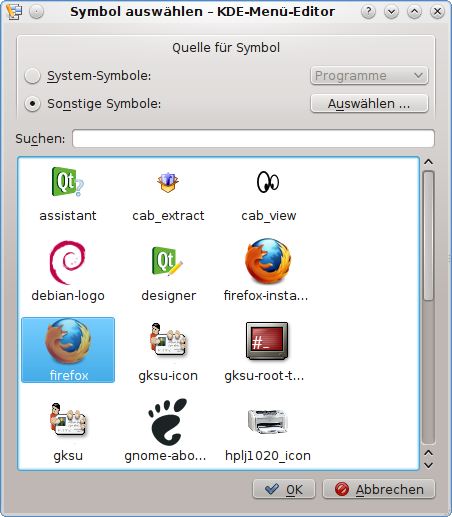 Symbol auswählen – KDE-Menü-Editor
Quelle für Symbol
System-Symbole:
Programme
Sonstige Symbole:
Auswählen ...
Suchen:
Qt ? Qt
assistant cab_extract cab_view
debian-logo designer firefox-insta...
#_
firefox gksu-icon gksu-root-t...
gksu gnome-abo... hplj1020_icon
OK Abbrechen